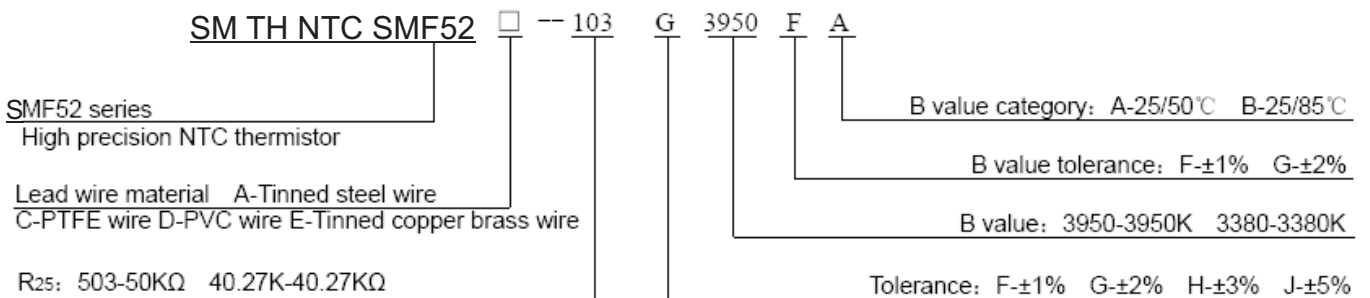 SM TH NTC SMF52 □ -- 103 G 3950 F A
SMF52 series
High precision NTC thermistor
B value category：A-25/50℃ B-25/85℃
B value tolerance：F-±1% G-±2%
Lead wire material A-Tinned steel wire
C-PTFE wire D-PVC wire E-Tinned copper brass wire
B value：3950-3950K 3380-3380K
R25：503-50KΩ 40.27K-40.27KΩ
Tolerance：F-±1% G-±2% H-±3% J-±5%